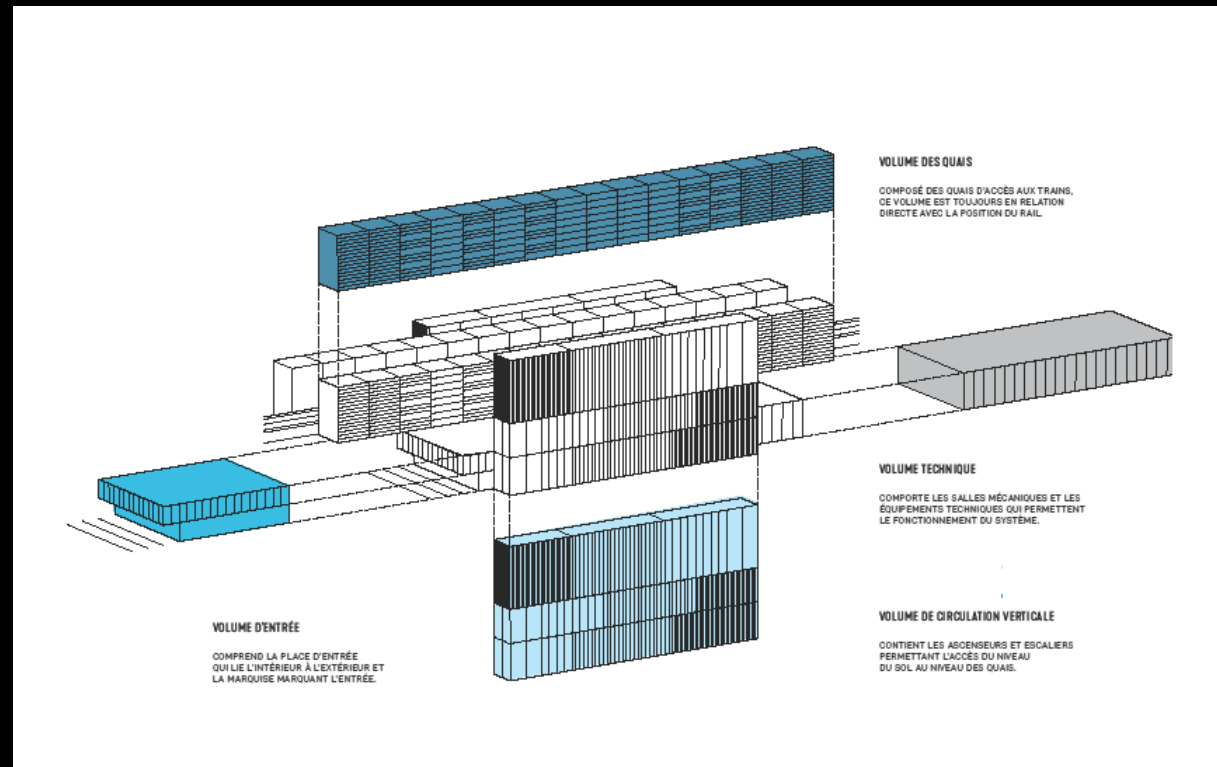 VOLUME DES QUAIS
COMPOSÉ DES QUAIS D'ACCÈS AUX TRAINS,
CE VOLUME EST TOUJOURS EN RELATION
DIRECTE AVEC LA POSITION DU RAIL.
VOLUME TECHNIQUE
COMPORTE LES SALLES MÉCANIQUES ET LES
ÉQUIPEMENTS TECHNIQUES QUI PERMETTENT
LE FONCTIONNEMENT DU SYSTÈME.
VOLUME D'ENTRÉE
COMPREND LA PLACE D'ENTRÉE
QUI LIE L'INTÉRIEUR À L'EXTÉRIEUR ET
LA MARQUISE MARQUANT L'ENTRÉE.
VOLUME DE CIRCULATION VERTICALE
CONTIENT LES ASCENSEURS ET ESCALIERS
PERMETTANT L'ACCÈS DU NIVEAU
DU SOL AU NIVEAU DES QUAIS.